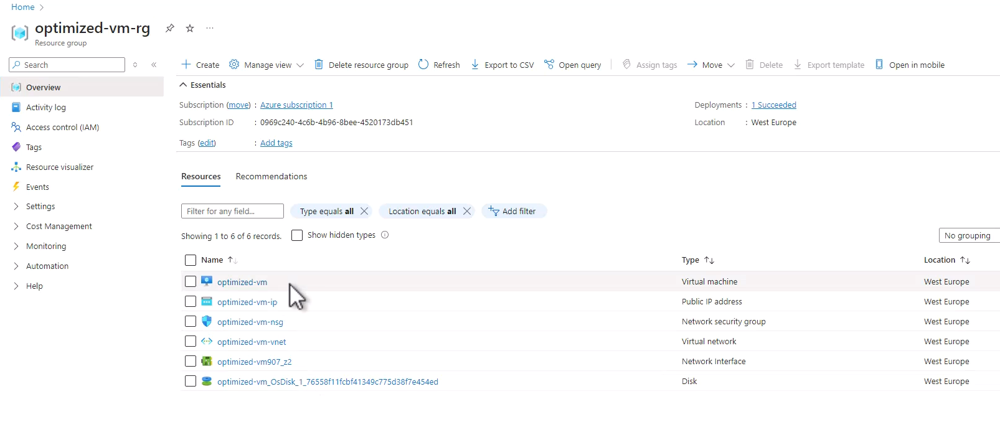 Home
optimized-vm-rg
Resource group
Search
Create Manage view Delete resource group Refresh Export to CSV Open query Assign tags Move Delete Export template Open in mobile
Overview
Activity log
Access control (IAM)
Tags
Resource visualizer
Events
Settings
Cost Management
Monitoring
Automation
Help
Essentials
Subscription (move) : Azure subscription 1
Deployments : 1 Succeeded
Subscription ID : 0969c240-4c6b-4b96-8bee-4520173db451
Location : West Europe
Tags (edit) : Add tags
Resources Recommendations
Filter for any field... Type equals all Location equals all Add filter
Showing 1 to 6 of 6 records. Show hidden types
No grouping
Name Type Location
optimized-vm Virtual machine West Europe
optimized-vm-ip Public IP address West Europe
optimized-vm-nsg Network security group West Europe
optimized-vm-vnet Virtual network West Europe
optimized-vm907_z2 Network Interface West Europe
optimized-vm_OsDisk_1_76558f11fcbf41349c775d38f7e454ed Disk West Europe